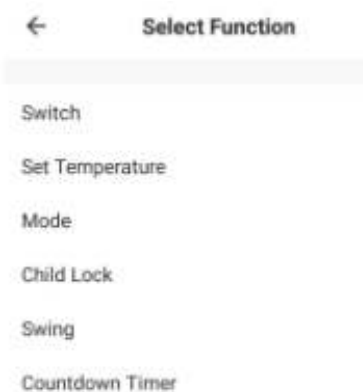 Select Function
Switch
Set Temperature
Mode
Child Lock
Swing
Countdown Timer